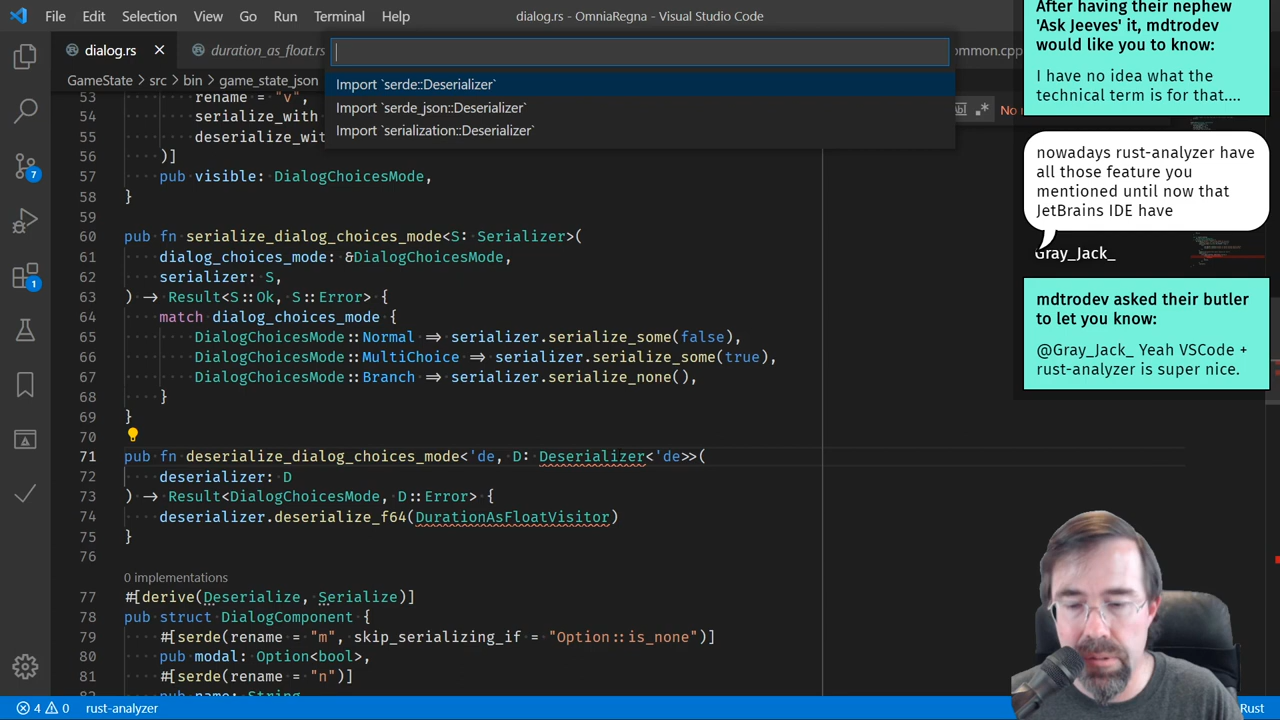 File Edit Selection View Go Run Terminal Help
dialog.rs - OmniaRegna - Visual Studio Code
dialog.rs × duration_as_float.rs ommon.cpp
GameState > src > bin > game_state_json
Import `serde::Deserializer`
Import `serde_json::Deserializer`
Import `serialization::Deserializer`
No
53 rename = "v",
54 serialize_with
55 deserialize_wit
56 )]
57 pub visible: DialogChoicesMode,
58 }
59
60 pub fn serialize_dialog_choices_mode<S: Serializer>(
61 dialog_choices_mode: &DialogChoicesMode,
62 serializer: S,
63 ) -> Result<S::Ok, S::Error> {
64 match dialog_choices_mode {
65 DialogChoicesMode::Normal => serializer.serialize_some(false),
66 DialogChoicesMode::MultiChoice => serializer.serialize_some(true),
67 DialogChoicesMode::Branch => serializer.serialize_none(),
68 }
69 }
70
71 pub fn deserialize_dialog_choices_mode<'de, D: Deserializer<'de>>(
72 deserializer: D
73 ) -> Result<DialogChoicesMode, D::Error> {
74 deserializer.deserialize_f64(DurationAsFloatVisitor)
75 }
76
0 implementations
77 #[derive(Deserialize, Serialize)]
78 pub struct DialogComponent {
79 #[serde(rename = "m", skip_serializing_if = "Option::is_none")]
80 pub modal: Option<bool>,
81 #[serde(rename = "n")]
82 pub name: String
7
1
4 0 rust-analyzer Rust
After having their nephew
'Ask Jeeves' it, mdtrodev
would like you to know:
I have no idea what the
technical term is for that....
nowadays rust-analyzer have
all those feature you
mentioned until now that
JetBrains IDE have
Gray_Jack_
mdtrodev asked their butler
to let you know:
@Gray_Jack_ Yeah VSCode +
rust-analyzer is super nice.